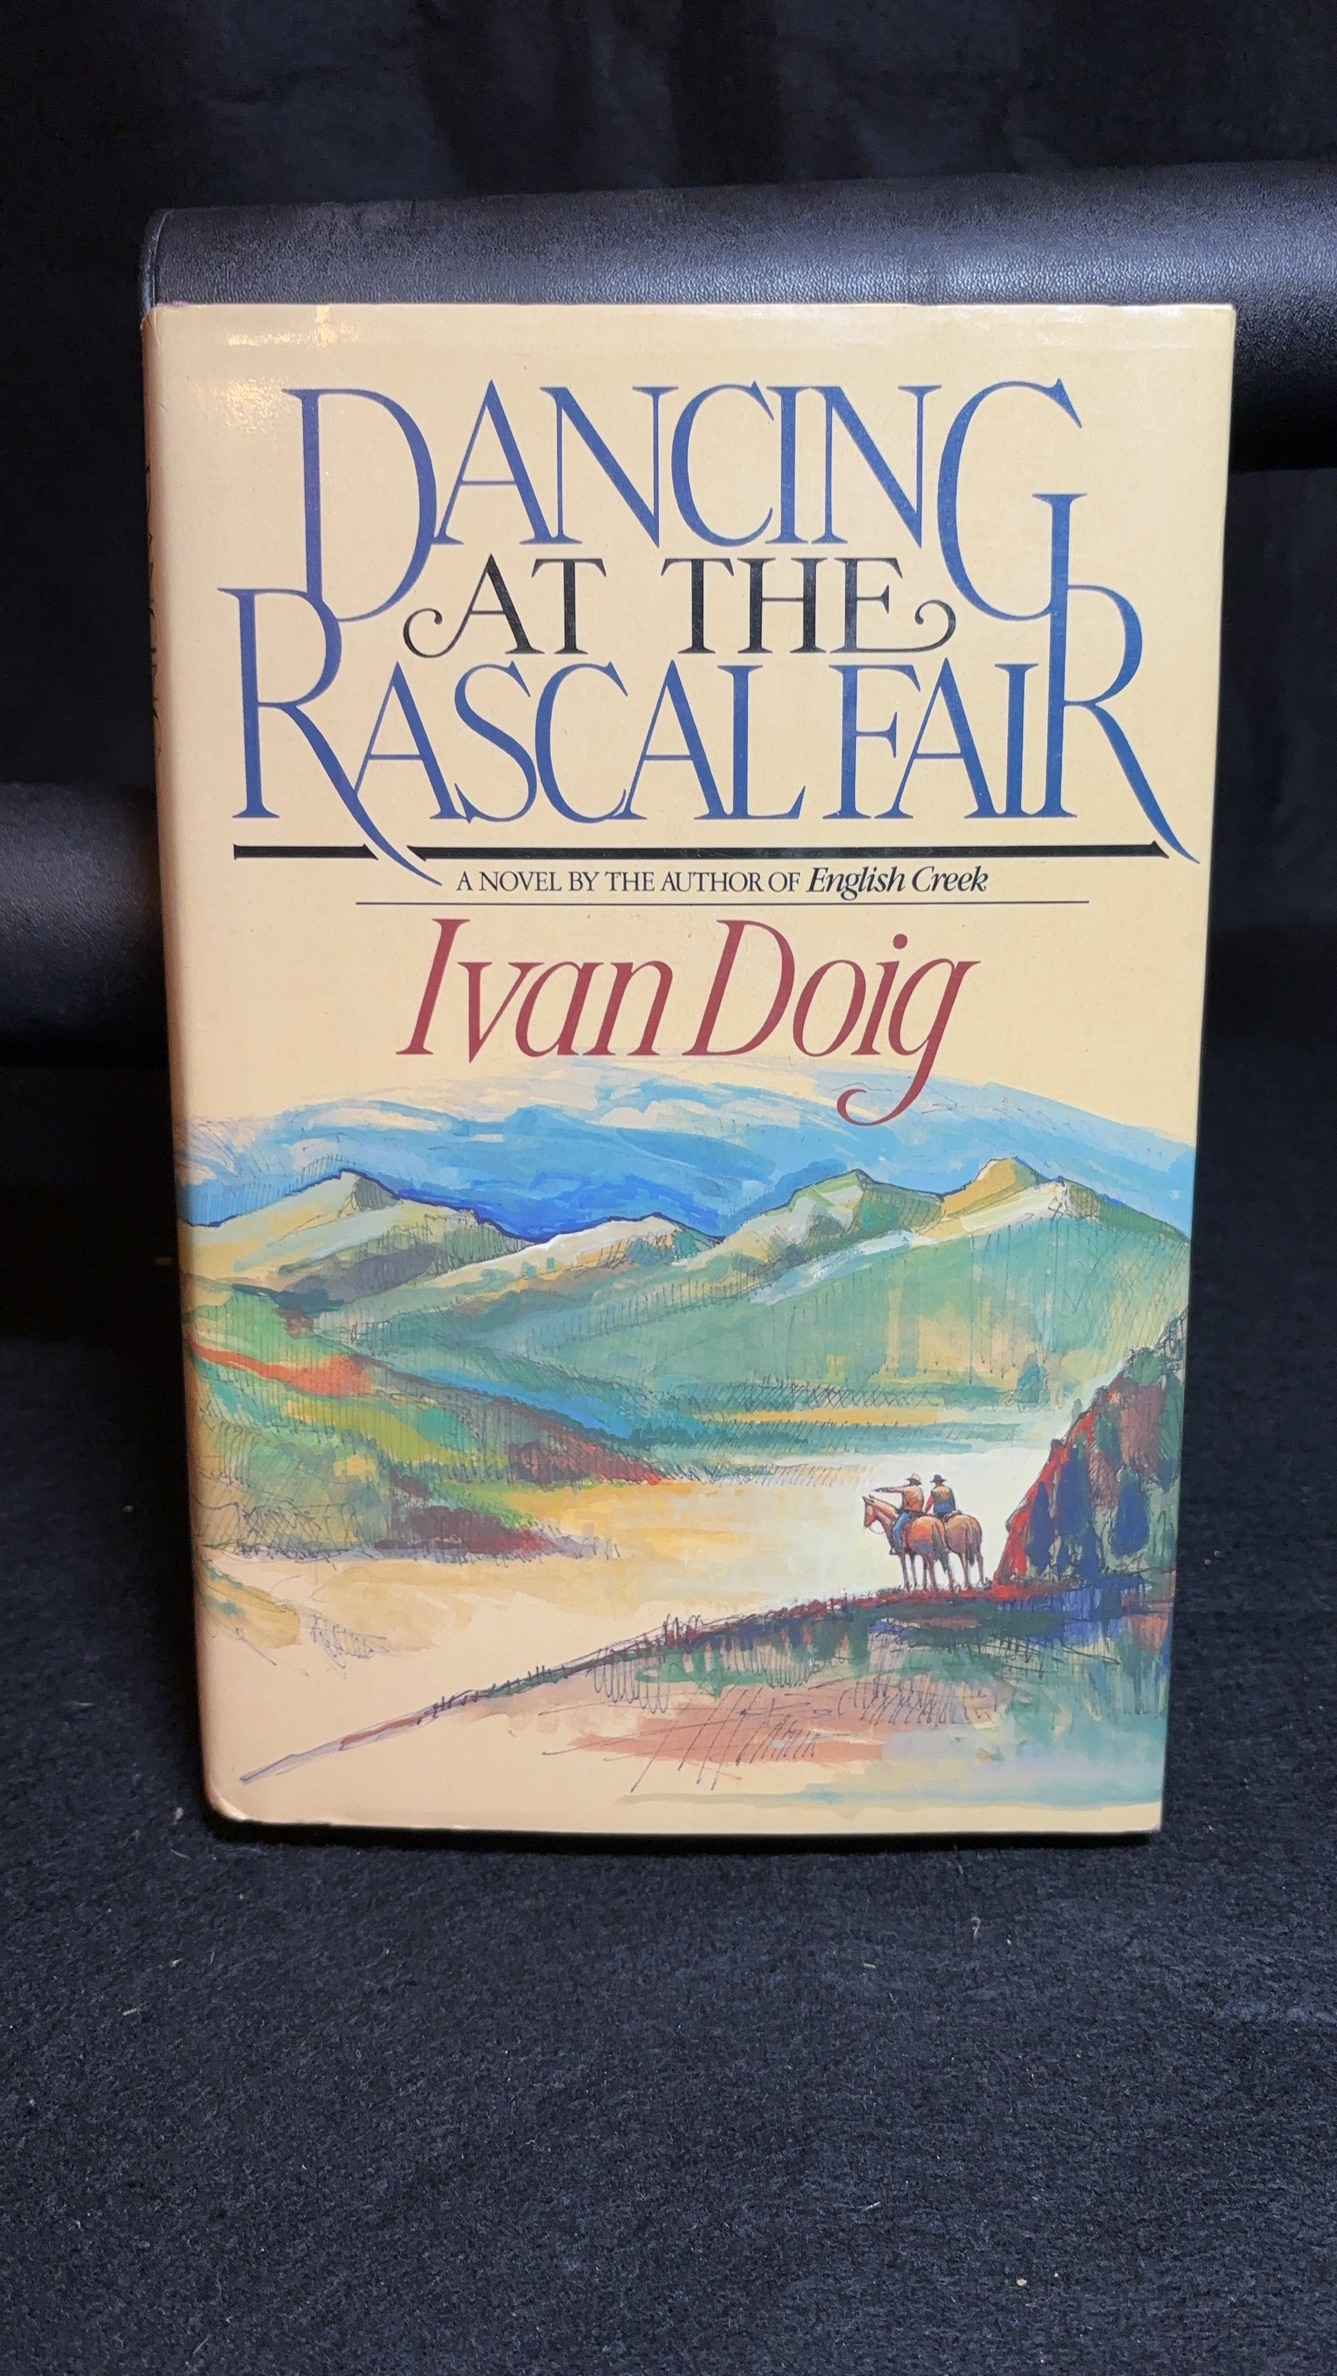 DANCING
AT THE
RASCAL FAIR
A NOVEL BY THE AUTHOR OF English Creek
Ivan Doig